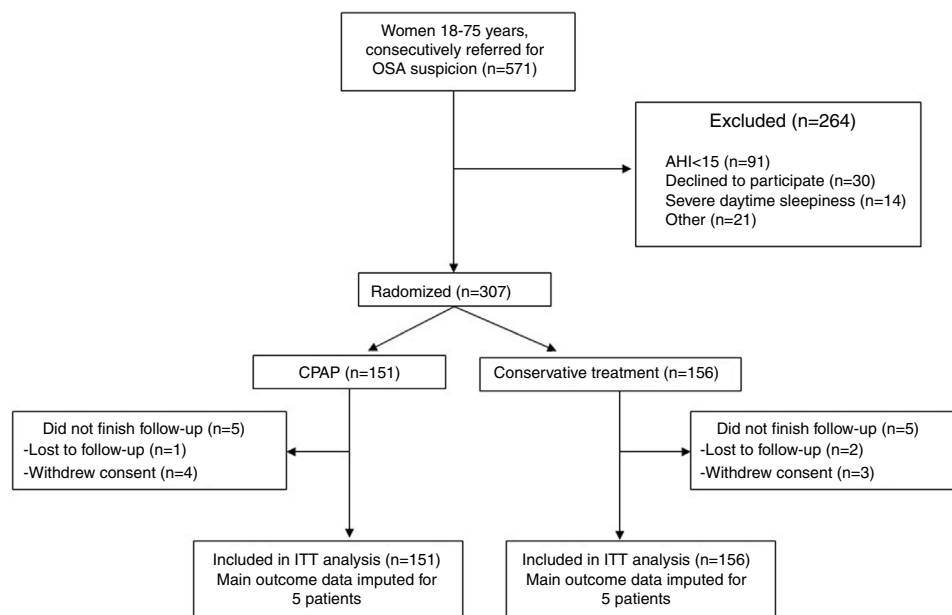 Women 18-75 years,
consecutively referred for
OSA suspicion (n=571)
Excluded (n=264)
AHI<15 (n=91)
Declined to participate (n=30)
Severe daytime sleepiness (n=14)
Other (n=21)
Radomized (n=307)
CPAP (n=151)
Conservative treatment (n=156)
Did not finish follow-up (n=5)
-Lost to follow-up (n=1)
-Withdrew consent (n=4)
Did not finish follow-up (n=5)
-Lost to follow-up (n=2)
-Withdrew consent (n=3)
Included in ITT analysis (n=151)
Main outcome data imputed for
5 patients
Included in ITT analysis (n=156)
Main outcome data imputed for
5 patients